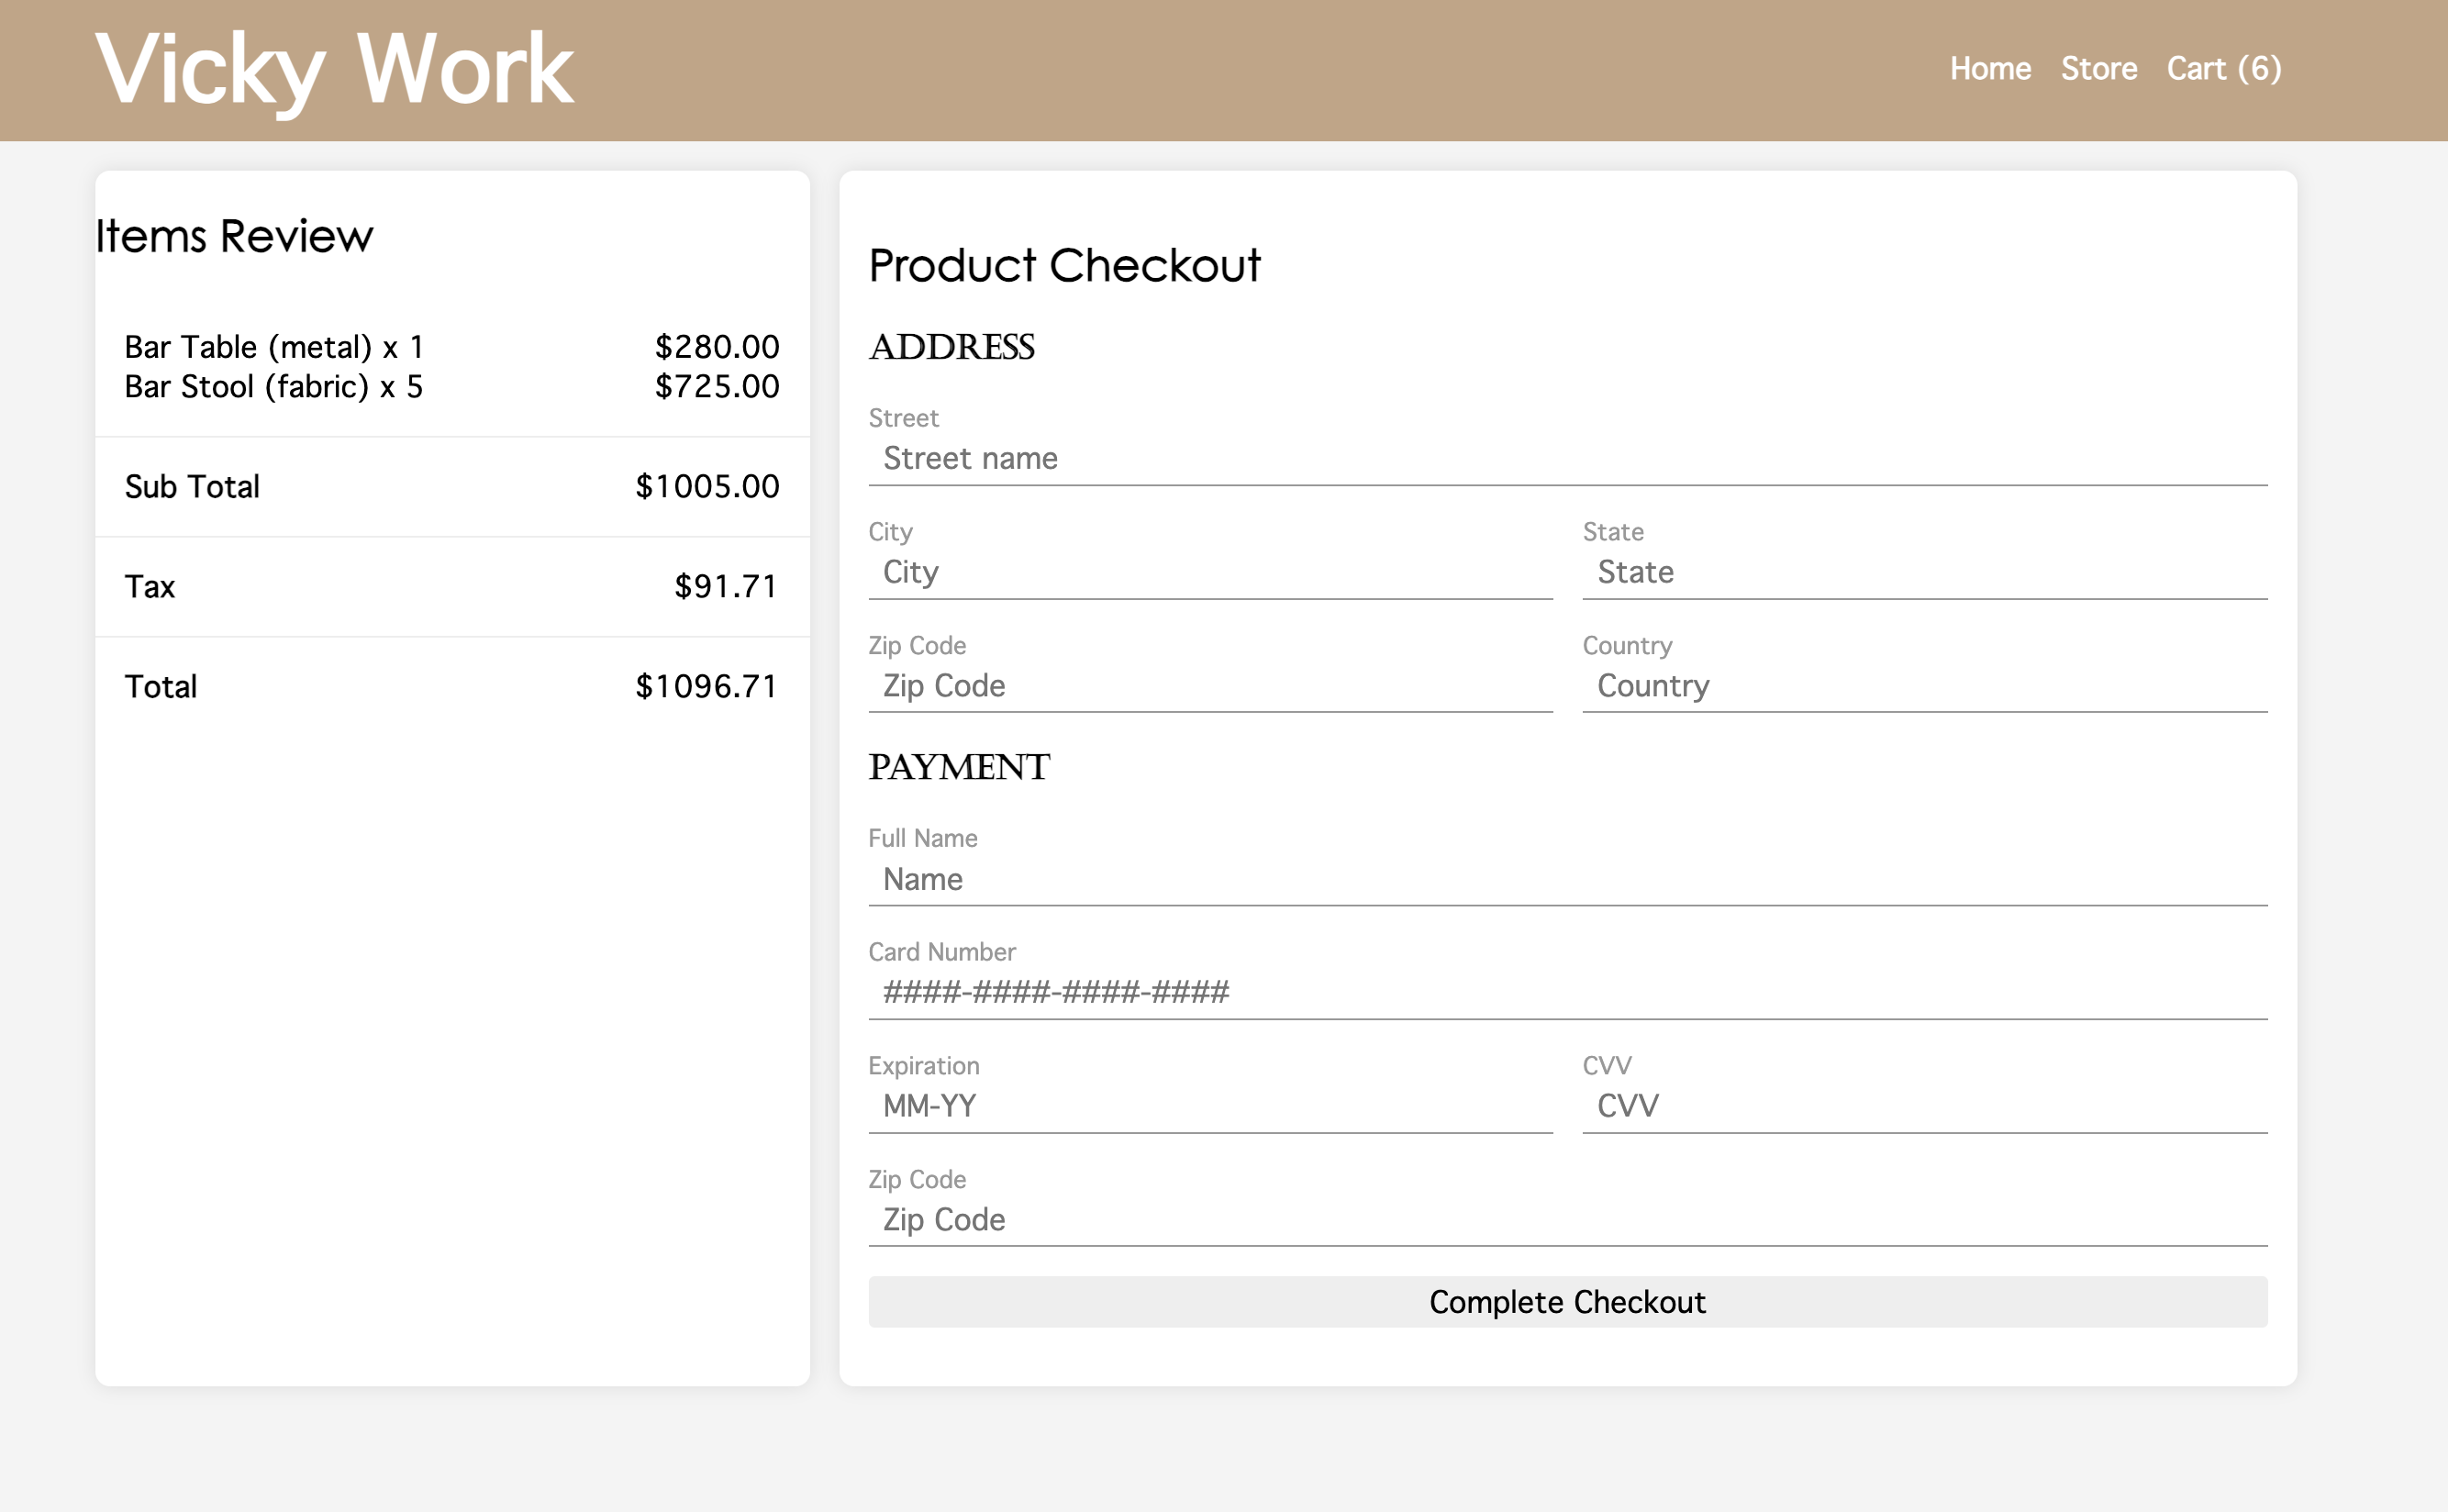 Vicky Work
Home Store Cart (6)
Items Review
Bar Table (metal) x 1 $280.00
Bar Stool (fabric) x 5 $725.00
Sub Total $1005.00
Tax $91.71
Total $1096.71
Product Checkout
ADDRESS
Street
Street name
City State
City State
Zip Code Country
Zip Code Country
PAYMENT
Full Name
Name
Card Number
####-####-####-####
Expiration CVV
MM-YY CVV
Zip Code
Zip Code
Complete Checkout